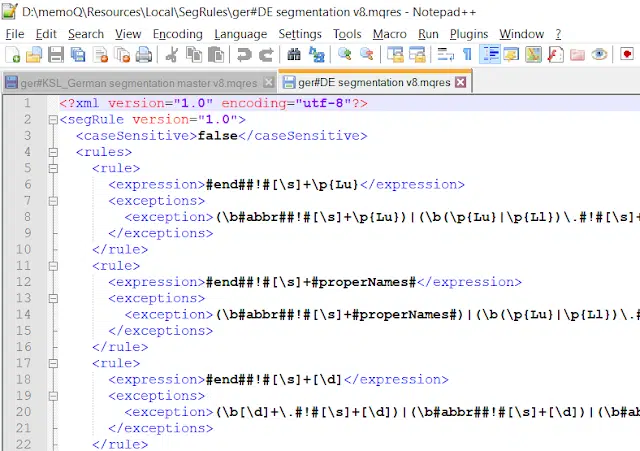 D:\memoQ\Resources\Local\SegRules\ger#DE segmentation v8.mqres - Notepad++
File Edit Search View Encoding Language Settings Tools Macro Run Plugins Window ?
ger#KSL_German segmentation master v8.mqres ger#DE segmentation v8.mqres
1 <?xml version="1.0" encoding="utf-8"?>
2 <segRule version="1.0">
3 <caseSensitive>false</caseSensitive>
4 <rules>
5 <rule>
6 <expression>#end##!#[\s]+\p{Lu}</expression>
7 <exceptions>
8 <exception>(\b#abbr##!#[\s]+\p{Lu})|(\b(\p{Lu}|\p{Ll})\.#!#[\s]+
9 </exceptions>
10 </rule>
11 <rule>
12 <expression>#end##!#[\s]+#properNames#</expression>
13 <exceptions>
14 <exception>(\b#abbr##!#[\s]+#properNames#)|(\b(\p{Lu}|\p{Ll})\.#
15 </exceptions>
16 </rule>
17 <rule>
18 <expression>#end##!#[\s]+[\d]</expression>
19 <exceptions>
20 <exception>(\b[\d]+\.#!#[\s]+[\d])|(\b#abbr##!#[\s]+[\d])|(\b#ab
21 </exceptions>
22 </rule>